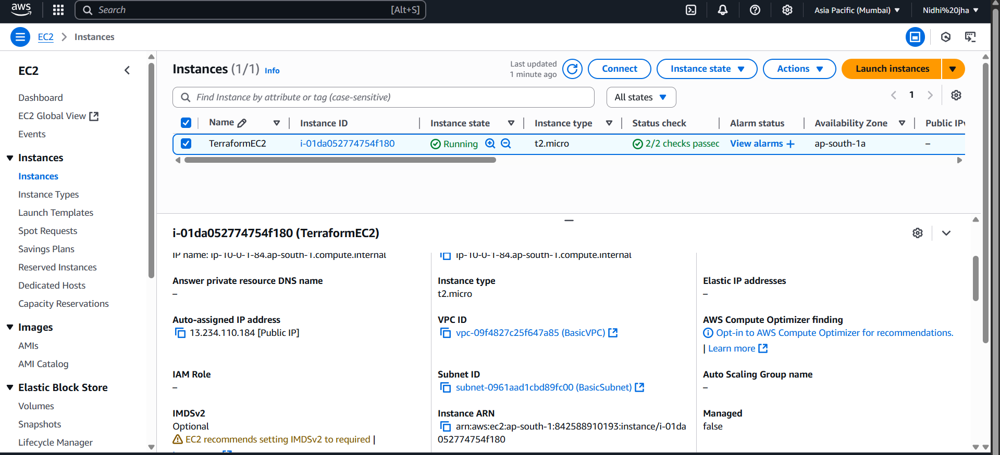 aws
Search [Alt+S]
Asia Pacific (Mumbai)
Nidhi%20jha
EC2
Instances
EC2
Dashboard
EC2 Global View
Events
Instances
Instances
Instance Types
Launch Templates
Spot Requests
Savings Plans
Reserved Instances
Dedicated Hosts
Capacity Reservations
Images
AMIs
AMI Catalog
Elastic Block Store
Volumes
Snapshots
Lifecycle Manager
Instances (1/1) Info
Last updated
1 minute ago
Connect
Instance state
Actions
Launch instances
Find Instance by attribute or tag (case-sensitive)
All states
1
Name Instance ID Instance state Instance type Status check Alarm status Availability Zone Public IPv
TerraformEC2 i-01da052774754f180 Running t2.micro 2/2 checks passec View alarms + ap-south-1a –
i-01da052774754f180 (TerraformEC2)
IP name: ip-10-0-1-84.ap-south-1.compute.internal
ip-10-0-1-84.ap-south-1.compute.internal
Answer private resource DNS name
–
Instance type
t2.micro
Elastic IP addresses
–
Auto-assigned IP address
13.234.110.184 [Public IP]
VPC ID
vpc-09f4827c25f647a85 (BasicVPC)
AWS Compute Optimizer finding
Opt-in to AWS Compute Optimizer for recommendations.
| Learn more
IAM Role
–
Subnet ID
subnet-0961aad1cbd89fc00 (BasicSubnet)
Auto Scaling Group name
–
IMDSv2
Optional
EC2 recommends setting IMDSv2 to required |
Instance ARN
arn:aws:ec2:ap-south-1:842588910193:instance/i-01da
052774754f180
Managed
false